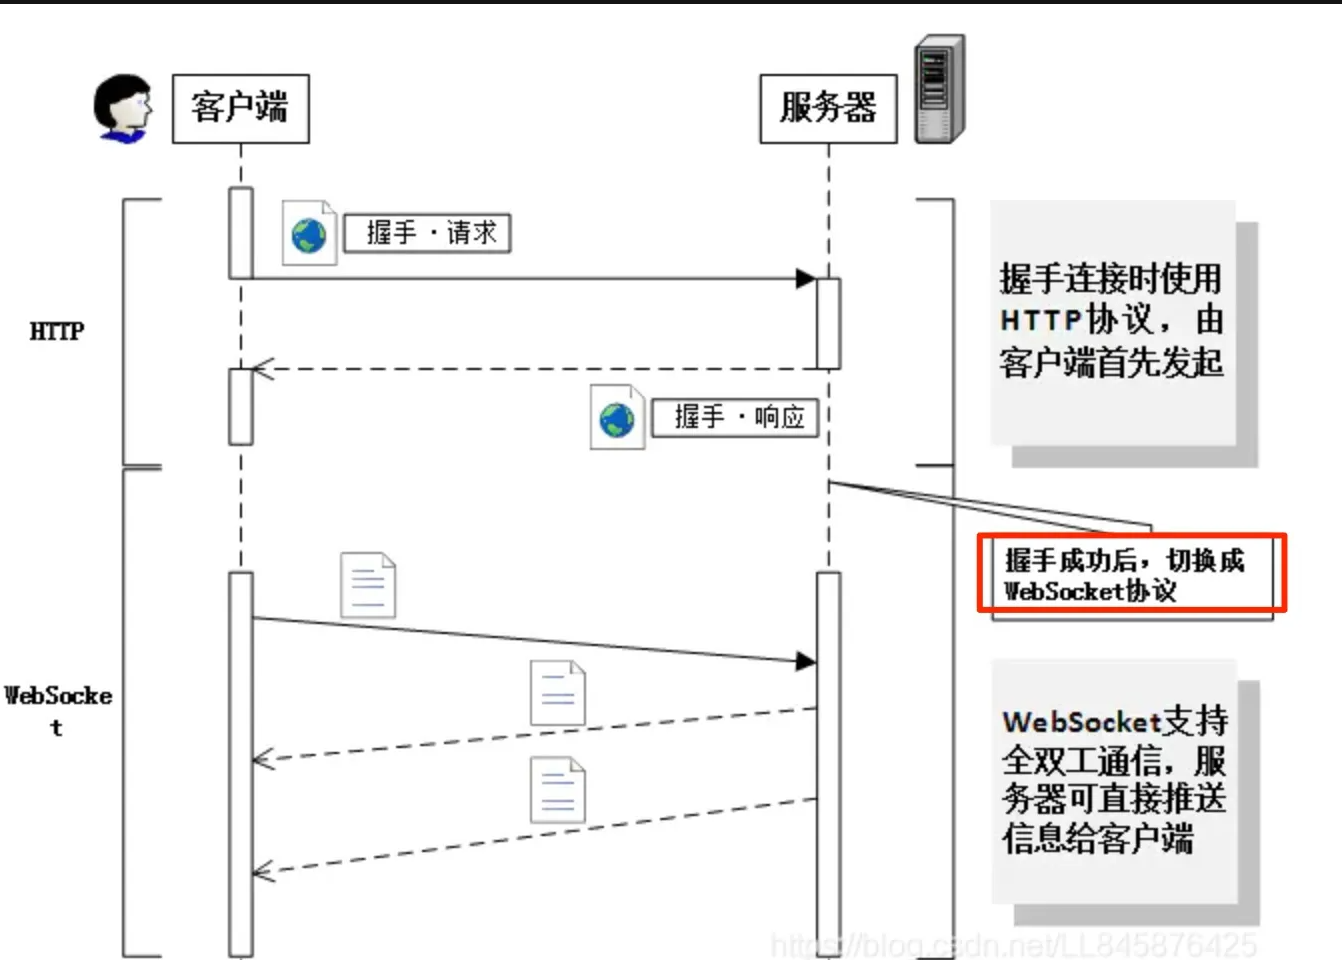 客户端
服务器
握手·请求
HTTP
握手·响应
握手连接时使用
HTTP协议，由
客户端首先发起
握手成功后，切换成
WebSocket协议
WebSocke
t
WebSocket支持
全双工通信，服
务器可直接推送
信息给客户端
https://blog.csdn.net/LL845876425